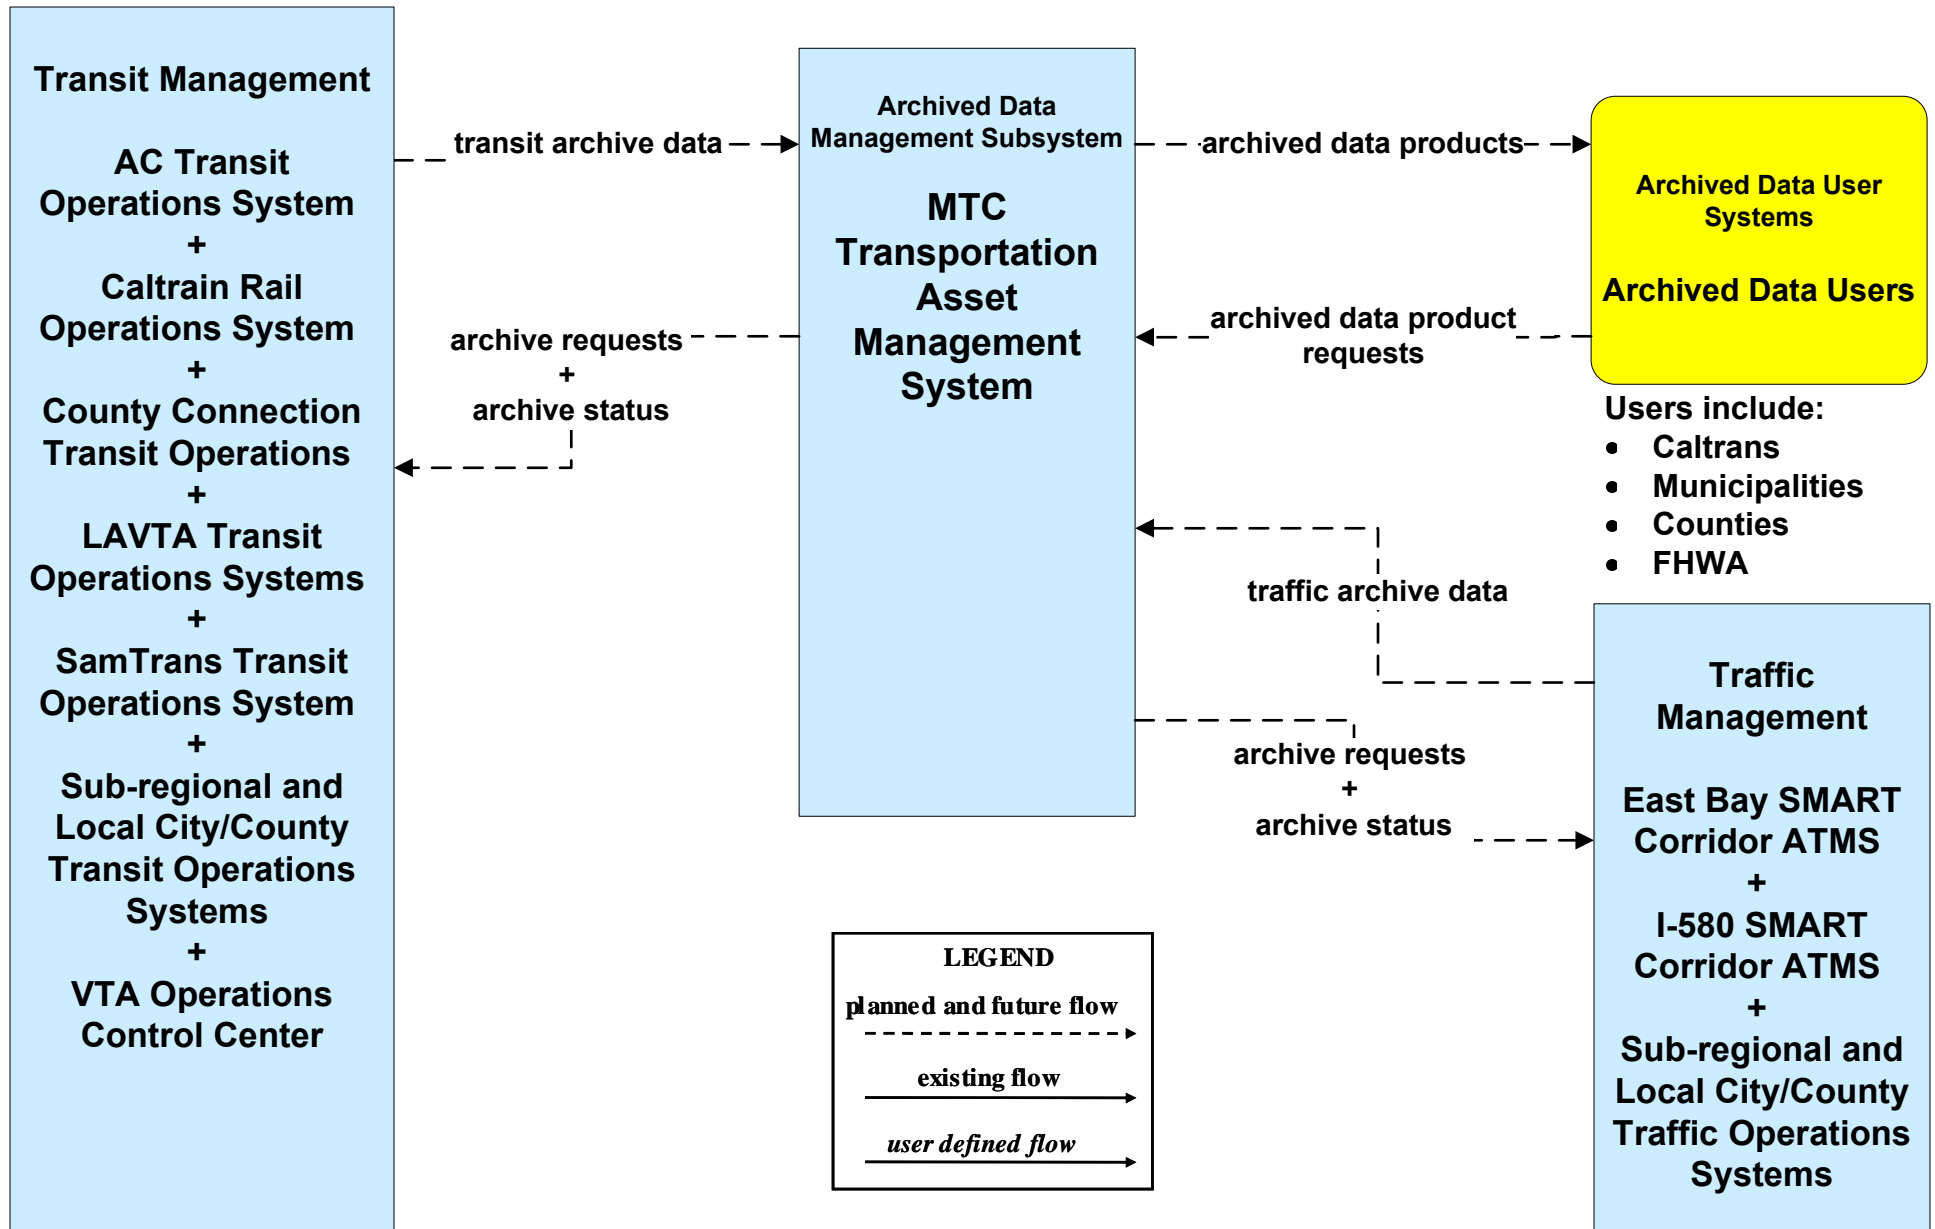 Transit Management
AC Transit
Operations System
+
Caltrain Rail
Operations System
+
County Connection
Transit Operations
+
LAVTA Transit
Operations Systems
+
SamTrans Transit
Operations System
+
Sub-regional and
Local City/County
Transit Operations
Systems
+
VTA Operations
Control Center
transit archive data
archive requests
+
archive status
Archived Data
Management Subsystem
MTC
Transportation
Asset
Management
System
archived data products
archived data product
requests
traffic archive data
archive requests
+
archive status
Archived Data User
Systems
Archived Data Users
Users include:
• Caltrans
• Municipalities
• Counties
• FHWA
Traffic
Management
East Bay SMART
Corridor ATMS
+
I-580 SMART
Corridor ATMS
+
Sub-regional and
Local City/County
Traffic Operations
Systems
LEGEND
planned and future flow
existing flow
user defined flow